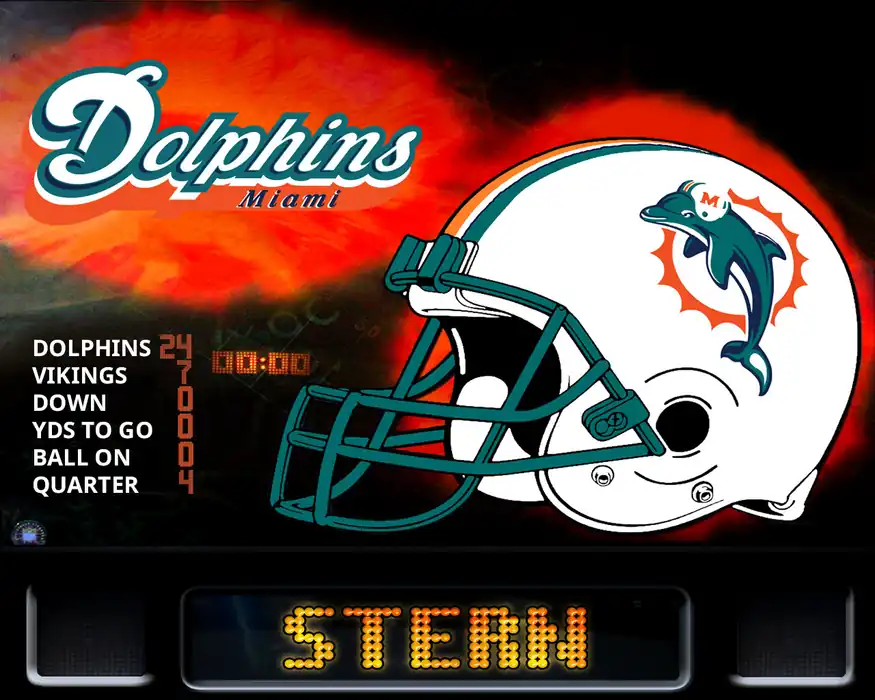 Dolphins
Miami
M
DOLPHINS 24
00:00
VIKINGS 7
DOWN 0
YDS TO GO 0
BALL ON 0
QUARTER 4
STERN